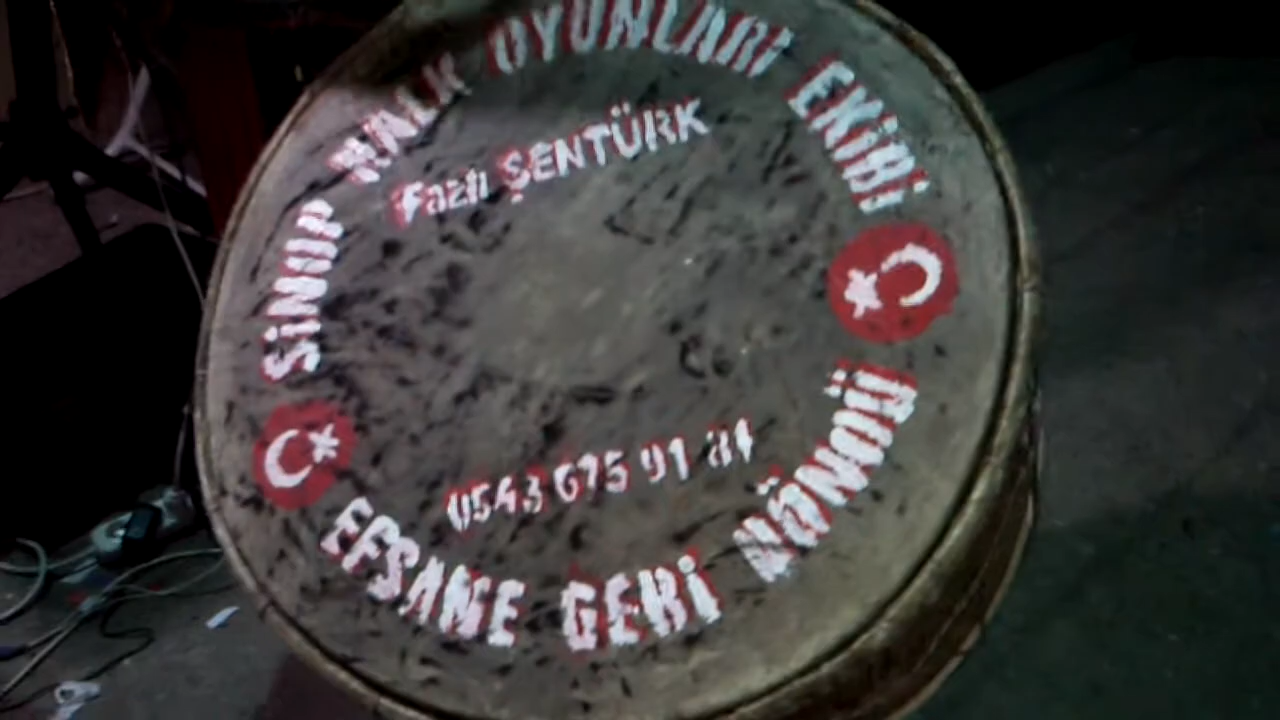 SİNOP HALK OYUNLARI EKİBİ
Fazlı ŞENTÜRK
0543 675 91 81
EFSANE GERİ DÖNDÜ